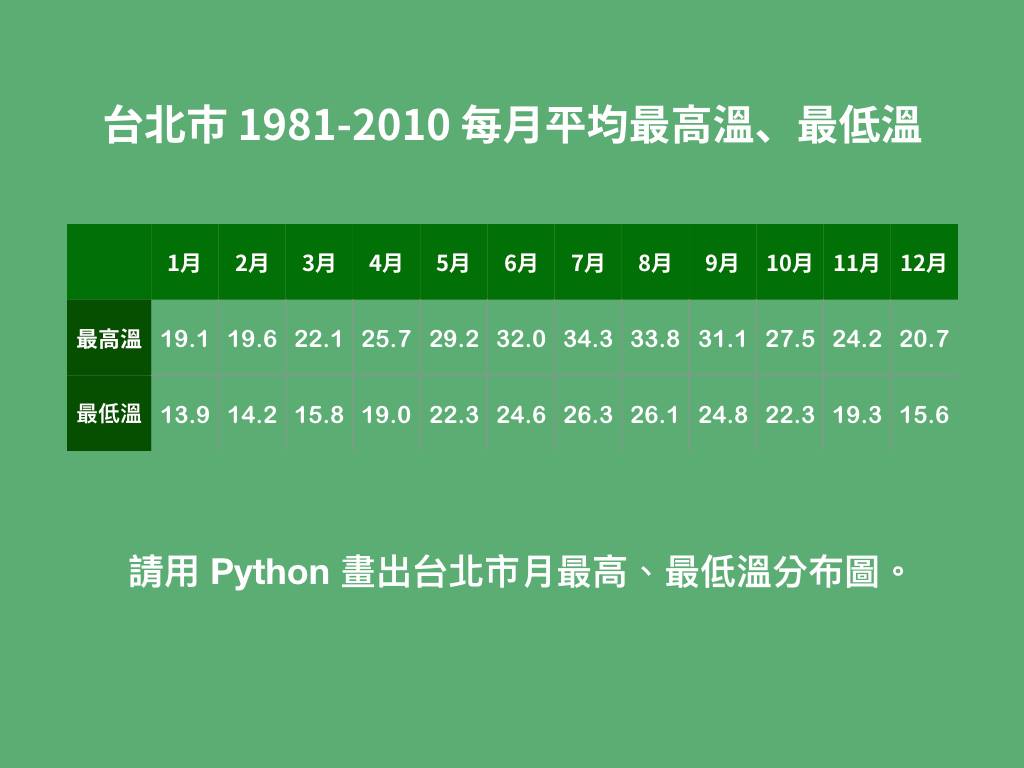 台北市 1981-2010 每月平均最高溫、最低溫
1月 2月 3月 4月 5月 6月 7月 8月 9月 10月 11月 12月
最高溫 19.1 19.6 22.1 25.7 29.2 32.0 34.3 33.8 31.1 27.5 24.2 20.7
最低溫 13.9 14.2 15.8 19.0 22.3 24.6 26.3 26.1 24.8 22.3 19.3 15.6
請用 Python 畫出台北市月最高、最低溫分布圖。